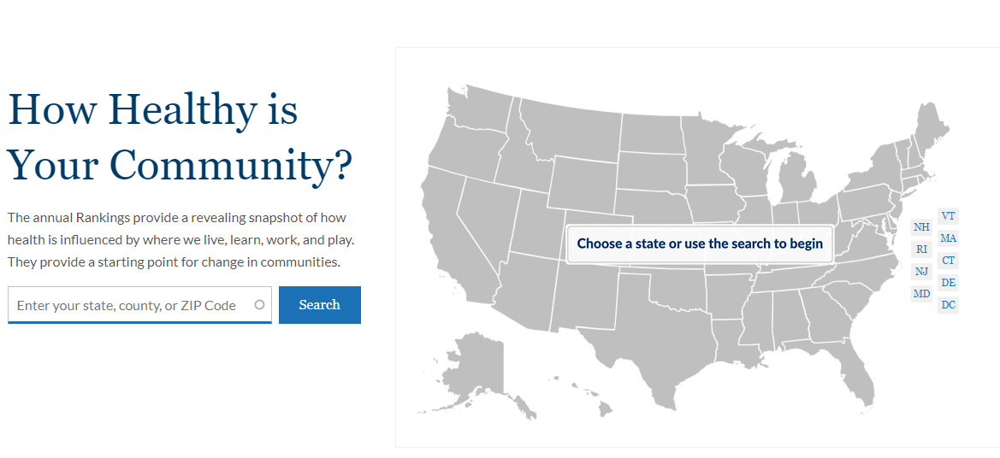 How Healthy is
Your Community?
The annual Rankings provide a revealing snapshot of how
health is influenced by where we live, learn, work, and play.
They provide a starting point for change in communities.
Enter your state, county, or ZIP Code
Search
Choose a state or use the search to begin
VT
NH
MA
RI
CT
NJ
DE
MD
DC